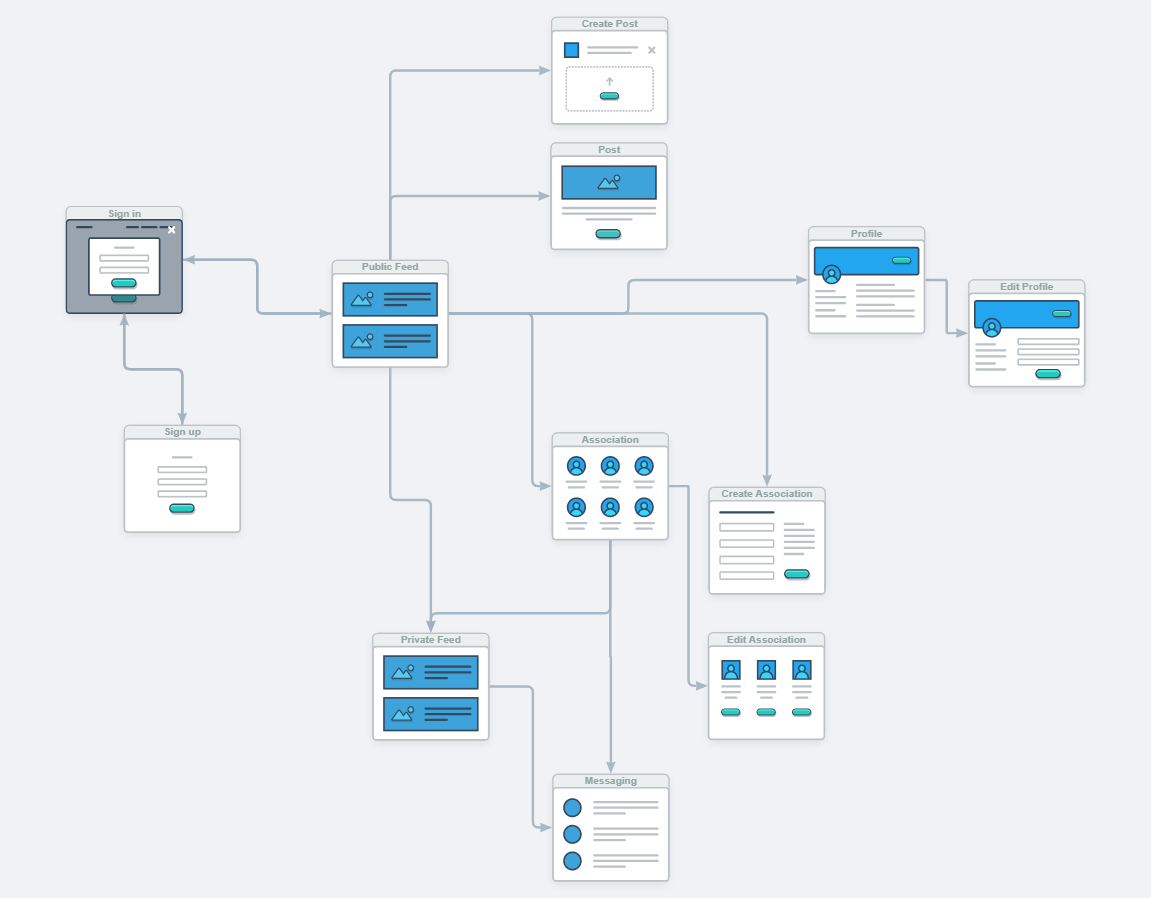 Create Post
Post
Sign in
Profile
Public Feed
Edit Profile
Sign up
Association
Create Association
Private Feed
Edit Association
Messaging